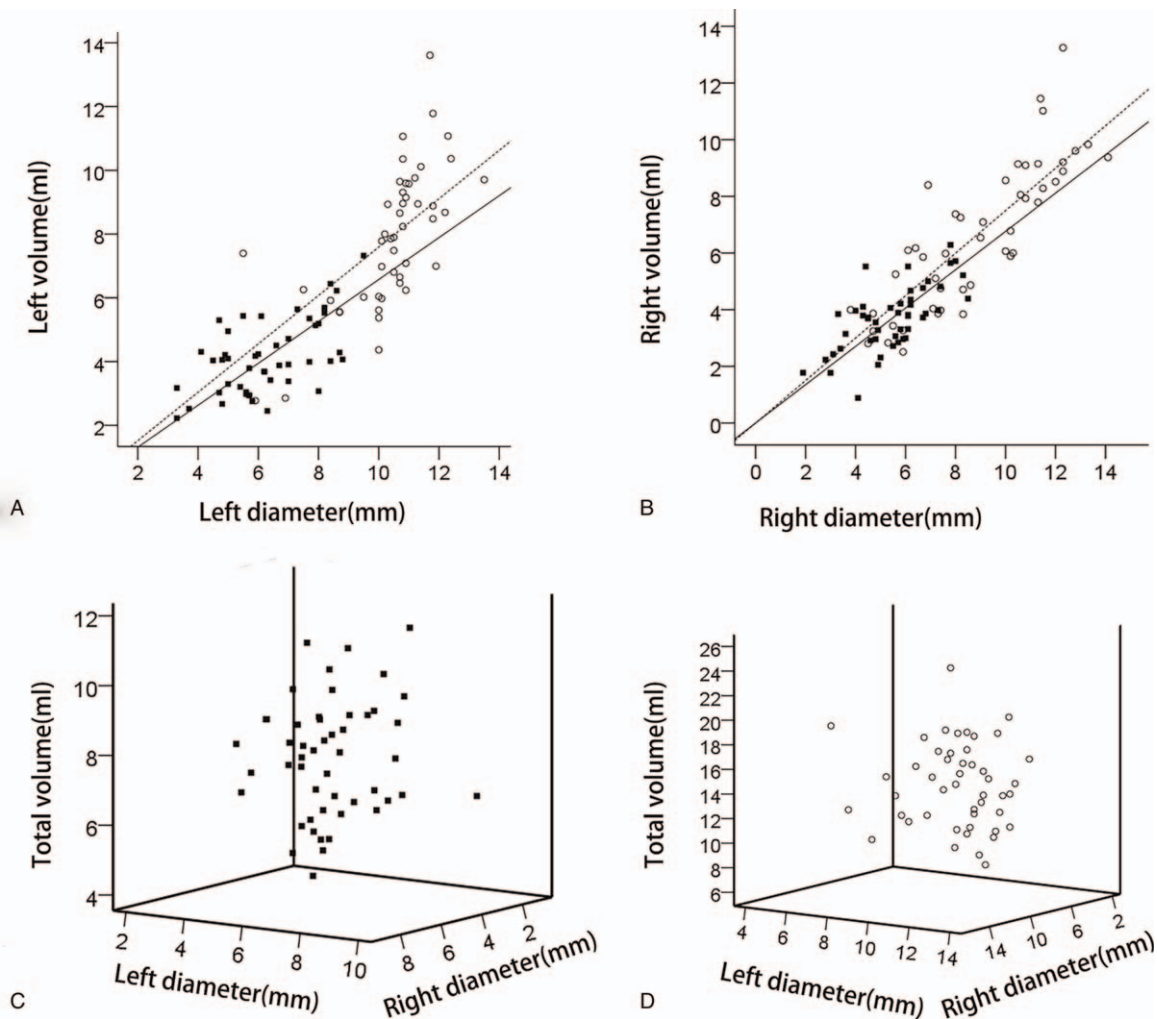 14
12
10
8
6
4
2
Left volume(ml)
2 4 6 8 10 12 14
Left diameter(mm)
A
14
12
10
8
6
4
2
0
Right volume(ml)
0 2 4 6 8 10 12 14
Right diameter(mm)
B
12
10
8
6
4
Total volume(ml)
2 4 6 8 10
Left diameter(mm)
8 6 4 2
Right diameter(mm)
C
26
24
22
20
18
16
14
12
10
8
6
Total volume(ml)
4 6 8 10 12 14
Left diameter(mm)
14 10 6 2
Right diameter(mm)
D